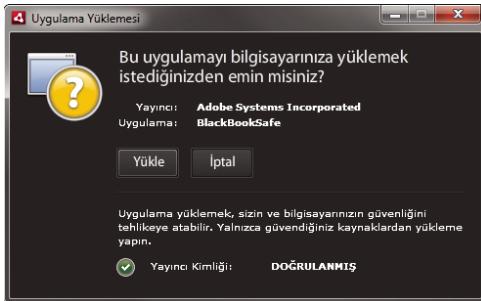 Uygulama Yüklemesi
Bu uygulamayı bilgisayarınıza yüklemek
istediğinizden emin misiniz?
Yayıncı: Adobe Systems Incorporated
Uygulama: BlackBookSafe
Yükle İptal
Uygulama yüklemek, sizin ve bilgisayarınızın güvenliğini
tehlikeye atabilir. Yalnızca güvendiğiniz kaynaklardan yükleme
yapın.
Yayıncı Kimliği: DOĞRULANMIŞ